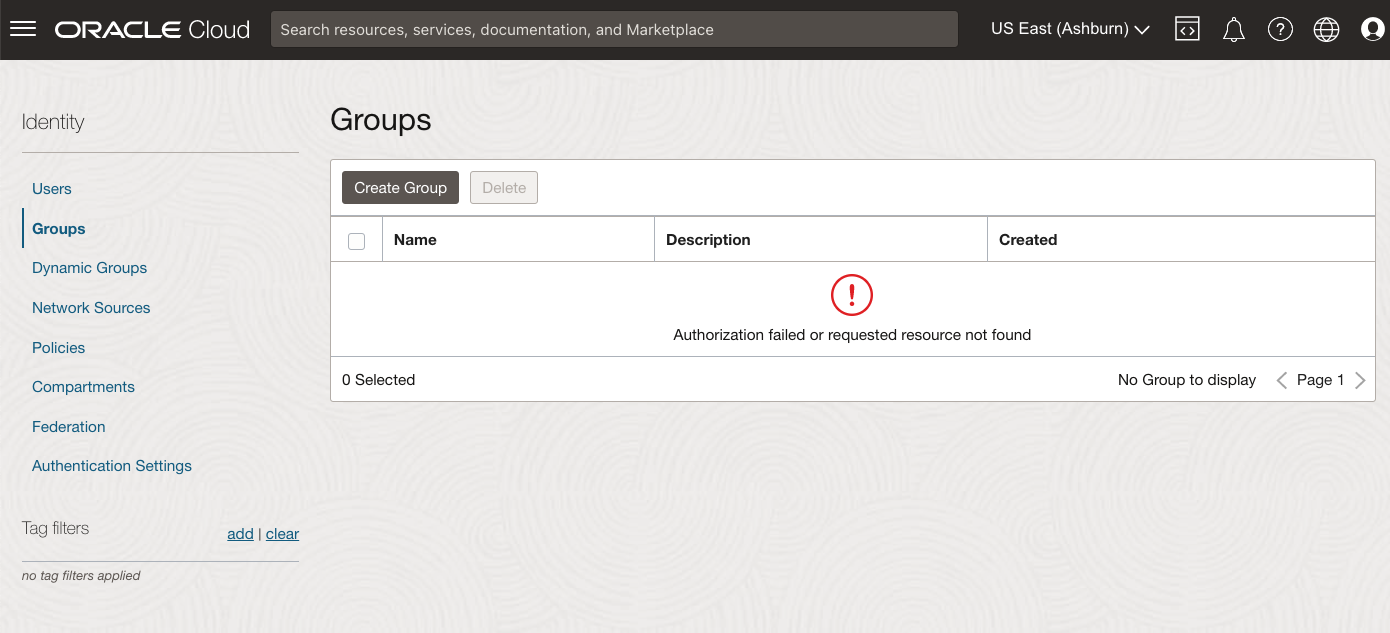 ORACLE Cloud
Search resources, services, documentation, and Marketplace
US East (Ashburn)
Identity
Users
Groups
Dynamic Groups
Network Sources
Policies
Compartments
Federation
Authentication Settings
Tag filters
add | clear
no tag filters applied
Groups
Create Group Delete
Name Description Created
!
Authorization failed or requested resource not found
0 Selected No Group to display Page 1